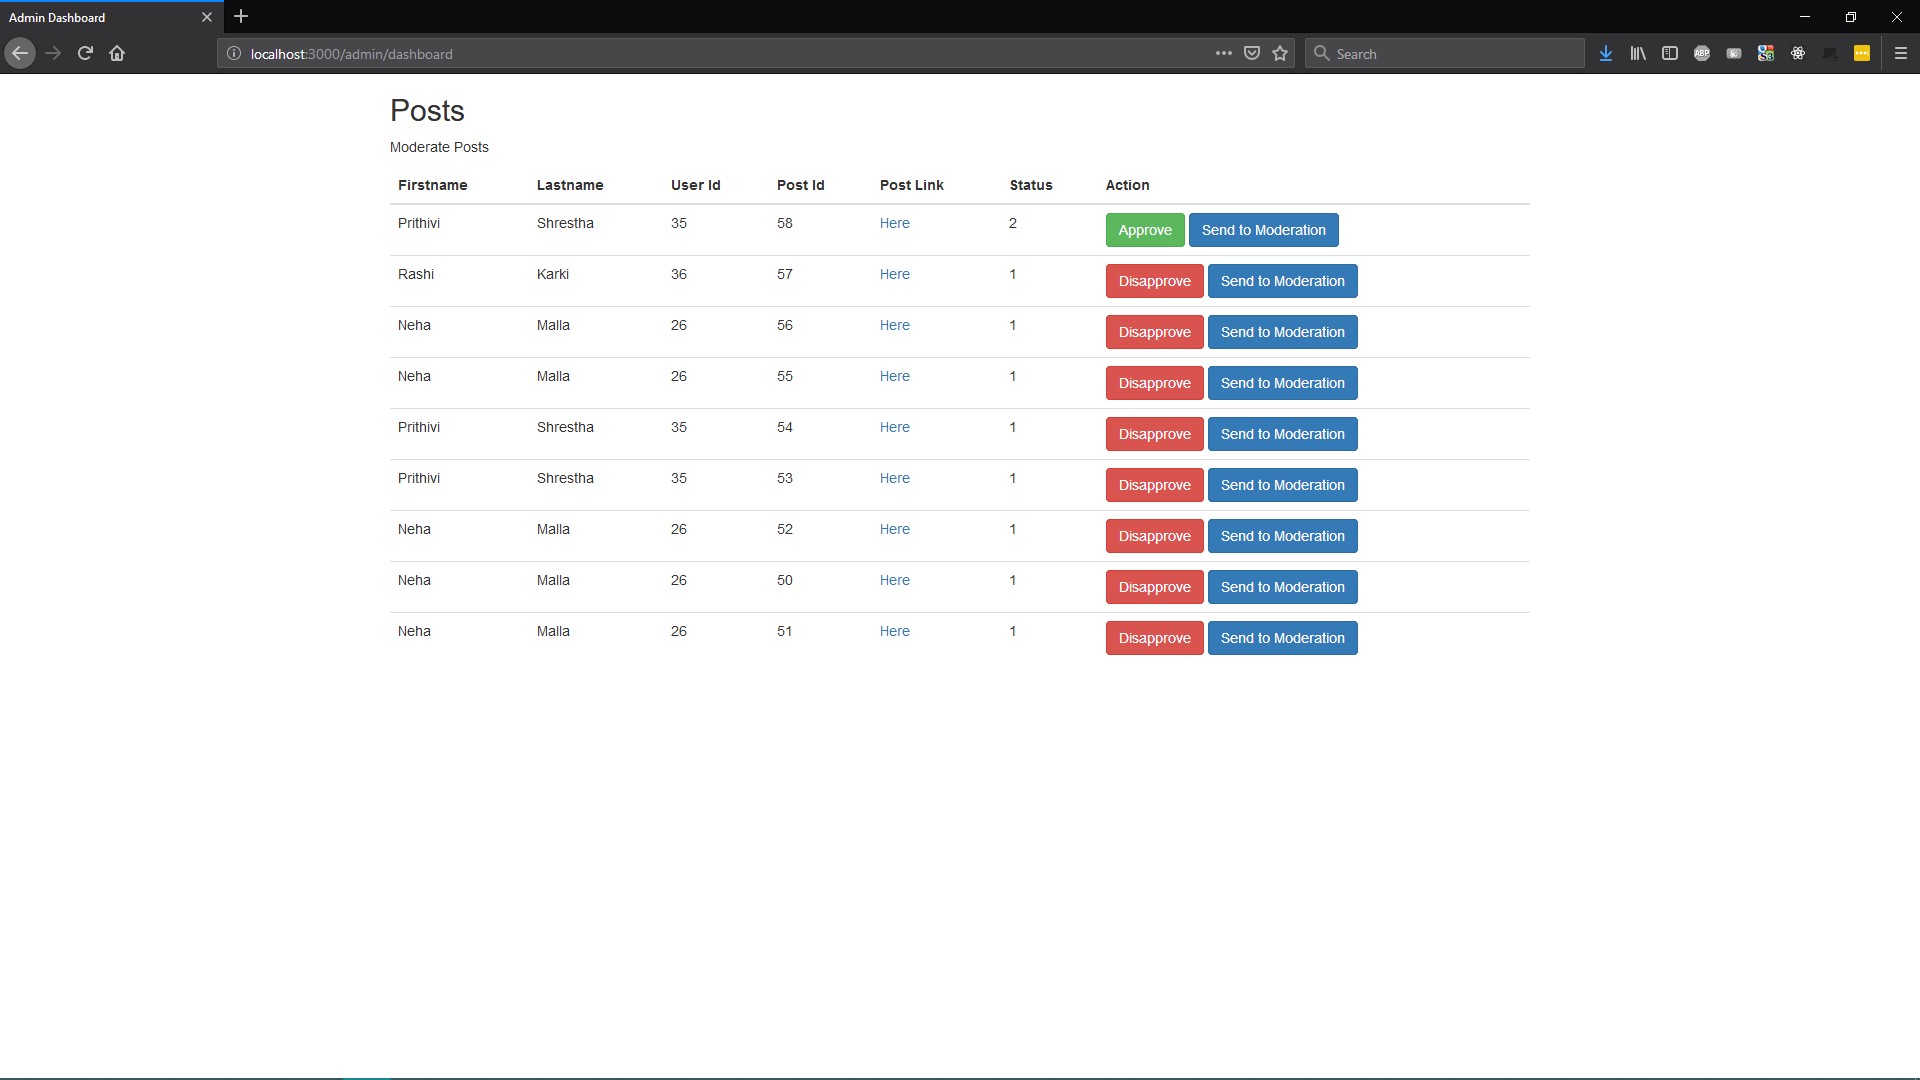 Admin Dashboard
localhost:3000/admin/dashboard
Search
ABP
Posts
Moderate Posts
Firstname Lastname User Id Post Id Post Link Status Action
Prithivi Shrestha 35 58 Here 2 Approve Send to Moderation
Rashi Karki 36 57 Here 1 Disapprove Send to Moderation
Neha Malla 26 56 Here 1 Disapprove Send to Moderation
Neha Malla 26 55 Here 1 Disapprove Send to Moderation
Prithivi Shrestha 35 54 Here 1 Disapprove Send to Moderation
Prithivi Shrestha 35 53 Here 1 Disapprove Send to Moderation
Neha Malla 26 52 Here 1 Disapprove Send to Moderation
Neha Malla 26 50 Here 1 Disapprove Send to Moderation
Neha Malla 26 51 Here 1 Disapprove Send to Moderation